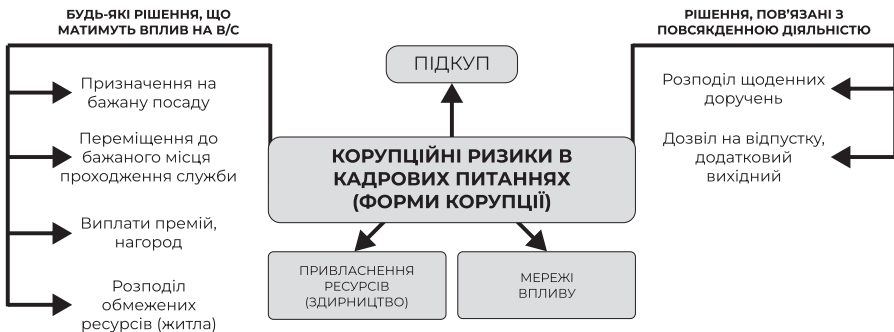 БУДЬ-ЯКІ РІШЕННЯ, ЩО
МАТИМУТЬ ВПЛИВ НА В/С
Призначення на
бажану посаду
Переміщення до
бажаного місця
проходження служби
Виплати премій,
нагород
Розподіл
обмежених
ресурсів (житла)
ПІДКУП
КОРУПЦІЙНІ РИЗИКИ В
КАДРОВИХ ПИТАННЯХ
(ФОРМИ КОРУПЦІЇ)
ПРИВЛАСНЕННЯ
РЕСУРСІВ
(ЗДИРНИЦТВО)
МЕРЕЖІ
ВПЛИВУ
РІШЕННЯ, ПОВ’ЯЗАНІ З
ПОВСЯКДЕННОЮ ДІЯЛЬНІСТЮ
Розподіл щоденних
доручень
Дозвіл на відпустку,
додатковий
вихідний